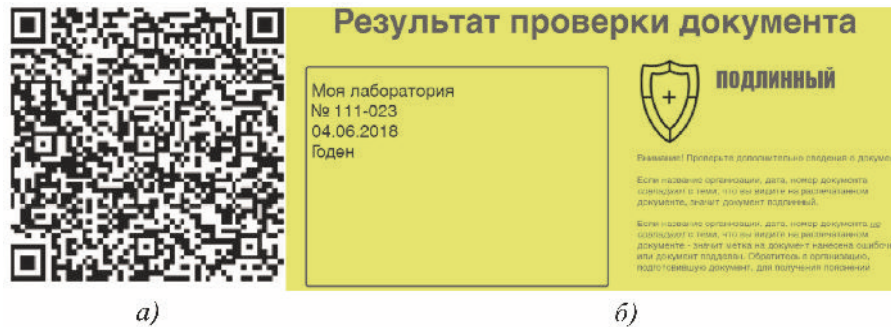 Результат проверки документа
Моя лаборатория
№ 111-023
04.06.2018
Годен
ПОДЛИННЫЙ
Внимание! Проверьте дополнительно сведения о докуме
Если название организации, дата, номер документа
совпадают с теми, что вы видите на распечатанном
документе, значит документ подлинный.
Если название организации, дата, номер документа не
совпадают с теми, что вы видите на распечатанном
документе - значит метка на документ нанесена ошибоч
или документ подделан. Обратитесь в организацию,
подготовившую документ, для получения пояснений
а)
б)